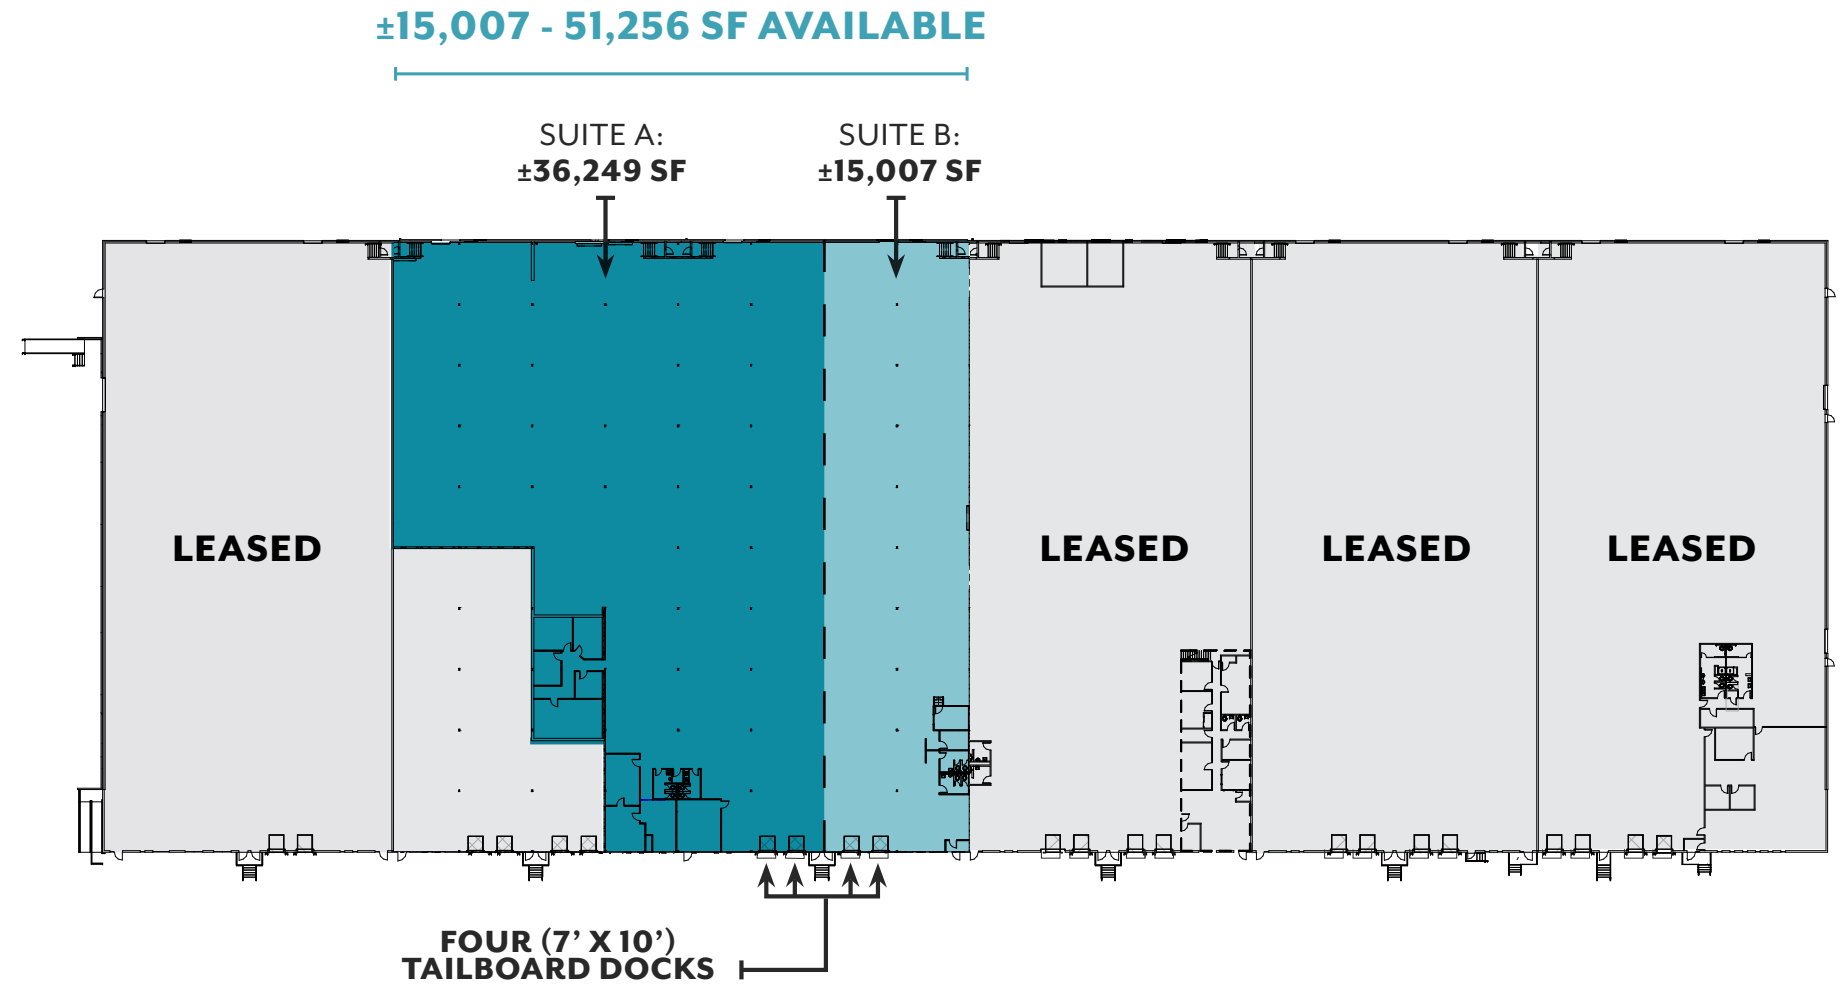 ±15,007 - 51,256 SF AVAILABLE
SUITE A:
±36,249 SF
SUITE B:
±15,007 SF
LEASED
LEASED
LEASED
LEASED
FOUR (7’ X 10’)
TAILBOARD DOCKS